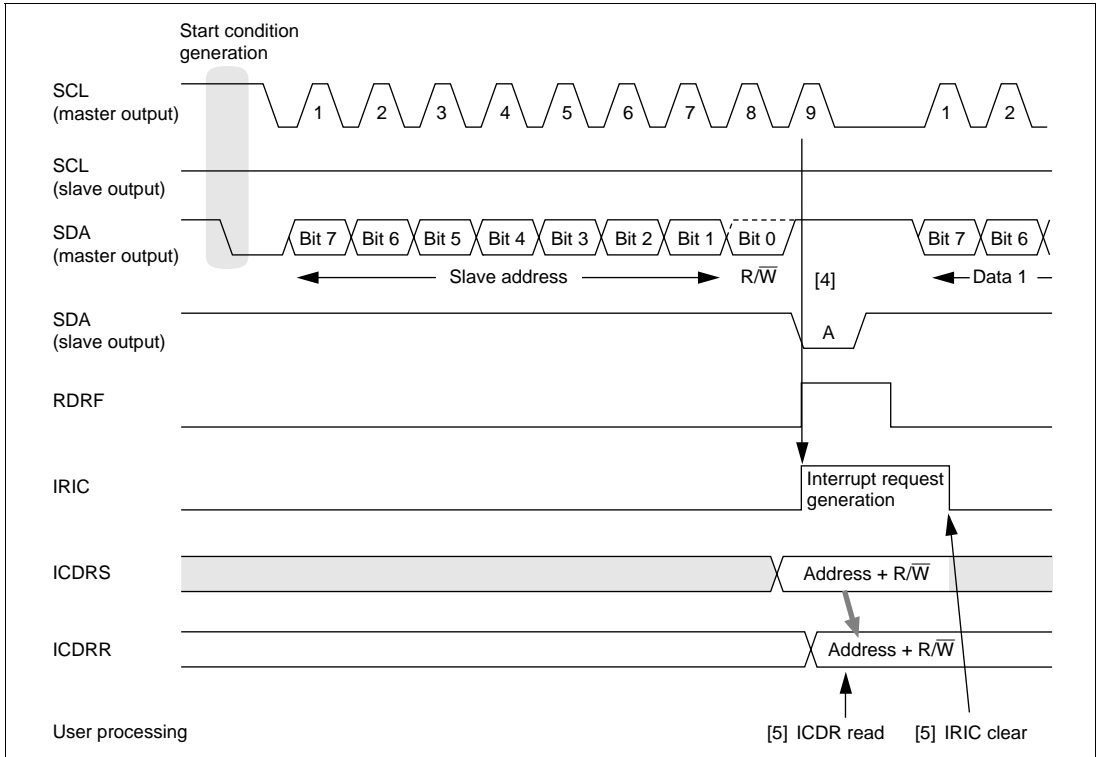 Start condition
generation
SCL
(master output)
1 2 3 4 5 6 7 8 9 1 2
SCL
(slave output)
SDA
(master output)
Bit 7 Bit 6 Bit 5 Bit 4 Bit 3 Bit 2 Bit 1 Bit 0 Bit 7 Bit 6
Slave address R/W̅ [4] Data 1
SDA
(slave output)
A
RDRF
IRIC
Interrupt request
generation
ICDRS
Address + R/W̅
ICDRR
Address + R/W̅
User processing
[5] ICDR read [5] IRIC clear